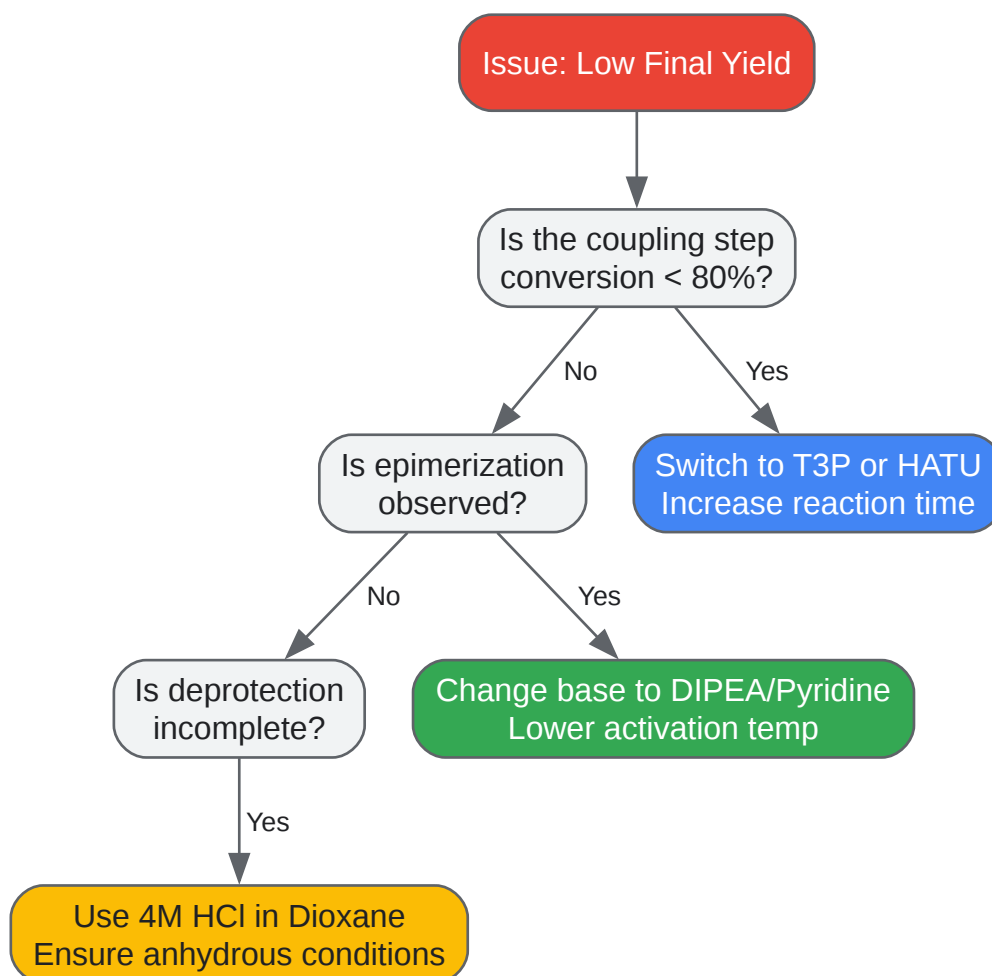 Issue: Low Final Yield
Is the coupling step
conversion < 80%?
No
Yes
Is epimerization
observed?
Switch to T3P or HATU
Increase reaction time
No
Yes
Is deprotection
incomplete?
Change base to DIPEA/Pyridine
Lower activation temp
Yes
Use 4M HCl in Dioxane
Ensure anhydrous conditions